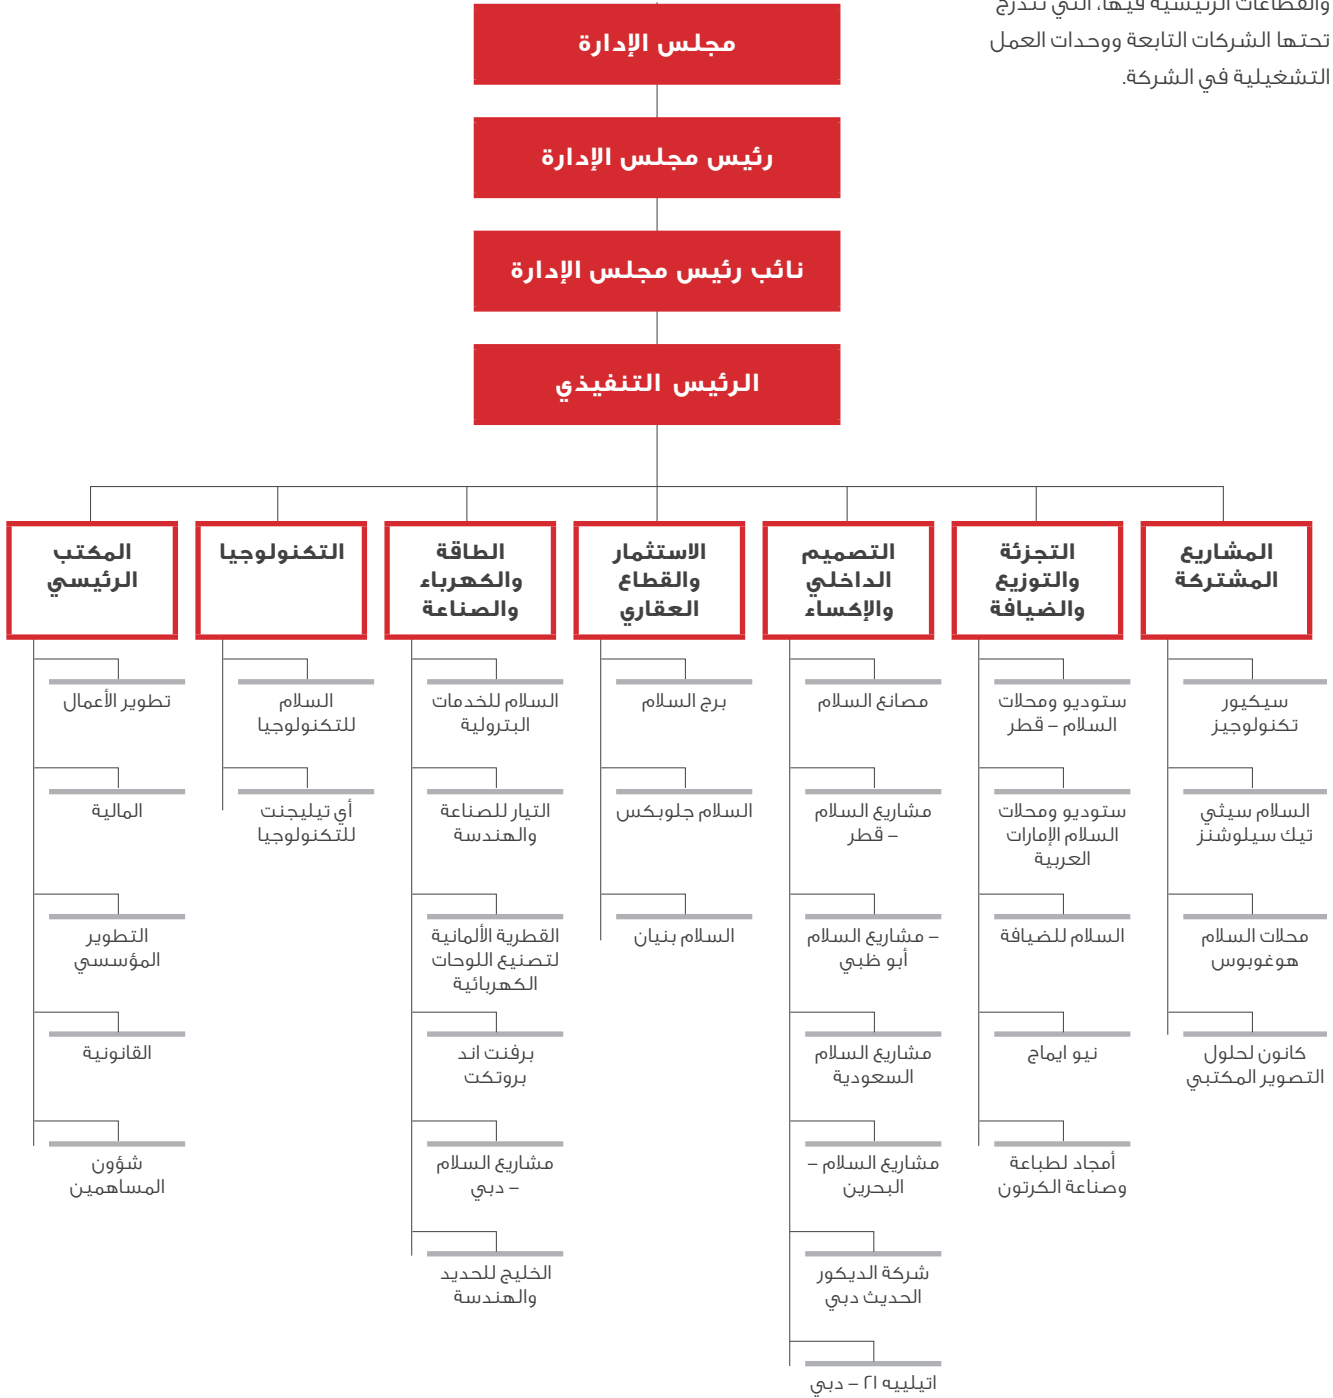 والقطاعات الرئيسية فيها، التي تندرج
تحتها الشركات التابعة ووحدات العمل
التشغيلية في الشركة.
مجلس الإدارة
رئيس مجلس الإدارة
نائب رئيس مجلس الإدارة
الرئيس التنفيذي
المشاريع
المشتركة
سيكيور
تكنولوجيز
السلام سيثي
تيك سيلوشنز
محلات السلام
هوغوبوس
كانون لحلول
التصوير المكتبي
التجزئة
والتوزيع
والضيافة
ستوديو ومحلات
السلام – قطر
ستوديو ومحلات
السلام الإمارات
العربية
السلام للضيافة
نيو ايماج
أمجاد لطباعة
وصناعة الكرتون
التصميم
الداخلي
والإكساء
مصانع السلام
مشاريع السلام
– قطر
مشاريع السلام –
أبو ظبي
مشاريع السلام
السعودية
مشاريع السلام –
البحرين
شركة الديكور
الحديث دبي
اتيلييه ٢١ – دبي
الاستثمار
والقطاع
العقاري
برج السلام
السلام جلوبكس
السلام بنيان
الطاقة
والكهرباء
والصناعة
السلام للخدمات
البترولية
التيار للصناعة
والهندسة
القطرية الألمانية
لتصنيع اللوحات
الكهربائية
برفنت اند
بروتكت
مشاريع السلام
– دبي
الخليج للحديد
والهندسة
التكنولوجيا
السلام
للتكنولوجيا
أي تيليجنت
للتكنولوجيا
المكتب
الرئيسي
تطوير الأعمال
المالية
التطوير
المؤسسي
القانونية
شؤون
المساهمين